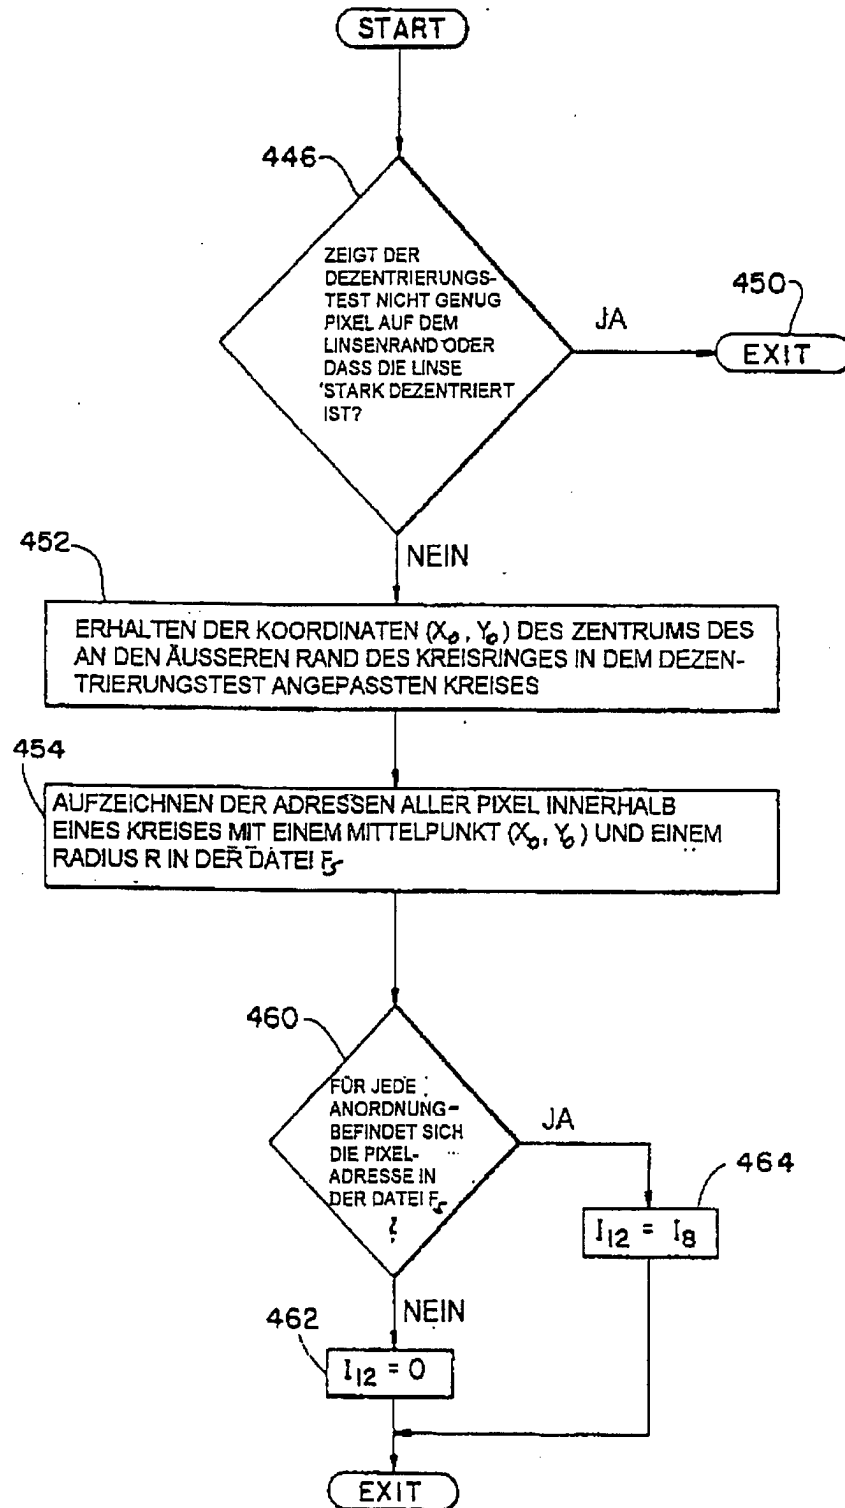 START
446
ZEIGT DER
DEZENTRIERUNGS-
TEST NICHT GENUG
PIXEL AUF DEM
LINSENRAND ODER
DASS DIE LINSE
STARK DEZENTRIERT
IST?
JA
450
EXIT
NEIN
452
ERHALTEN DER KOORDINATEN (X₀, Y₀) DES ZENTRUMS DES
AN DEN ÄUSSEREN RAND DES KREISRINGES IN DEM DEZEN-
TRIERUNGSTEST ANGEPASSTEN KREISES
454
AUFZEICHNEN DER ADRESSEN ALLER PIXEL INNERHALB
EINES KREISES MIT EINEM MITTELPUNKT (X₀, Y₀) UND EINEM
RADIUS R IN DER DATEI F₅
460
FÜR JEDE
ANORDNUNG-
BEFINDET SICH
DIE PIXEL-
ADRESSE IN
DER DATEI F₅
?
JA
464
I₁₂ = I₈
NEIN
462
I₁₂ = 0
EXIT